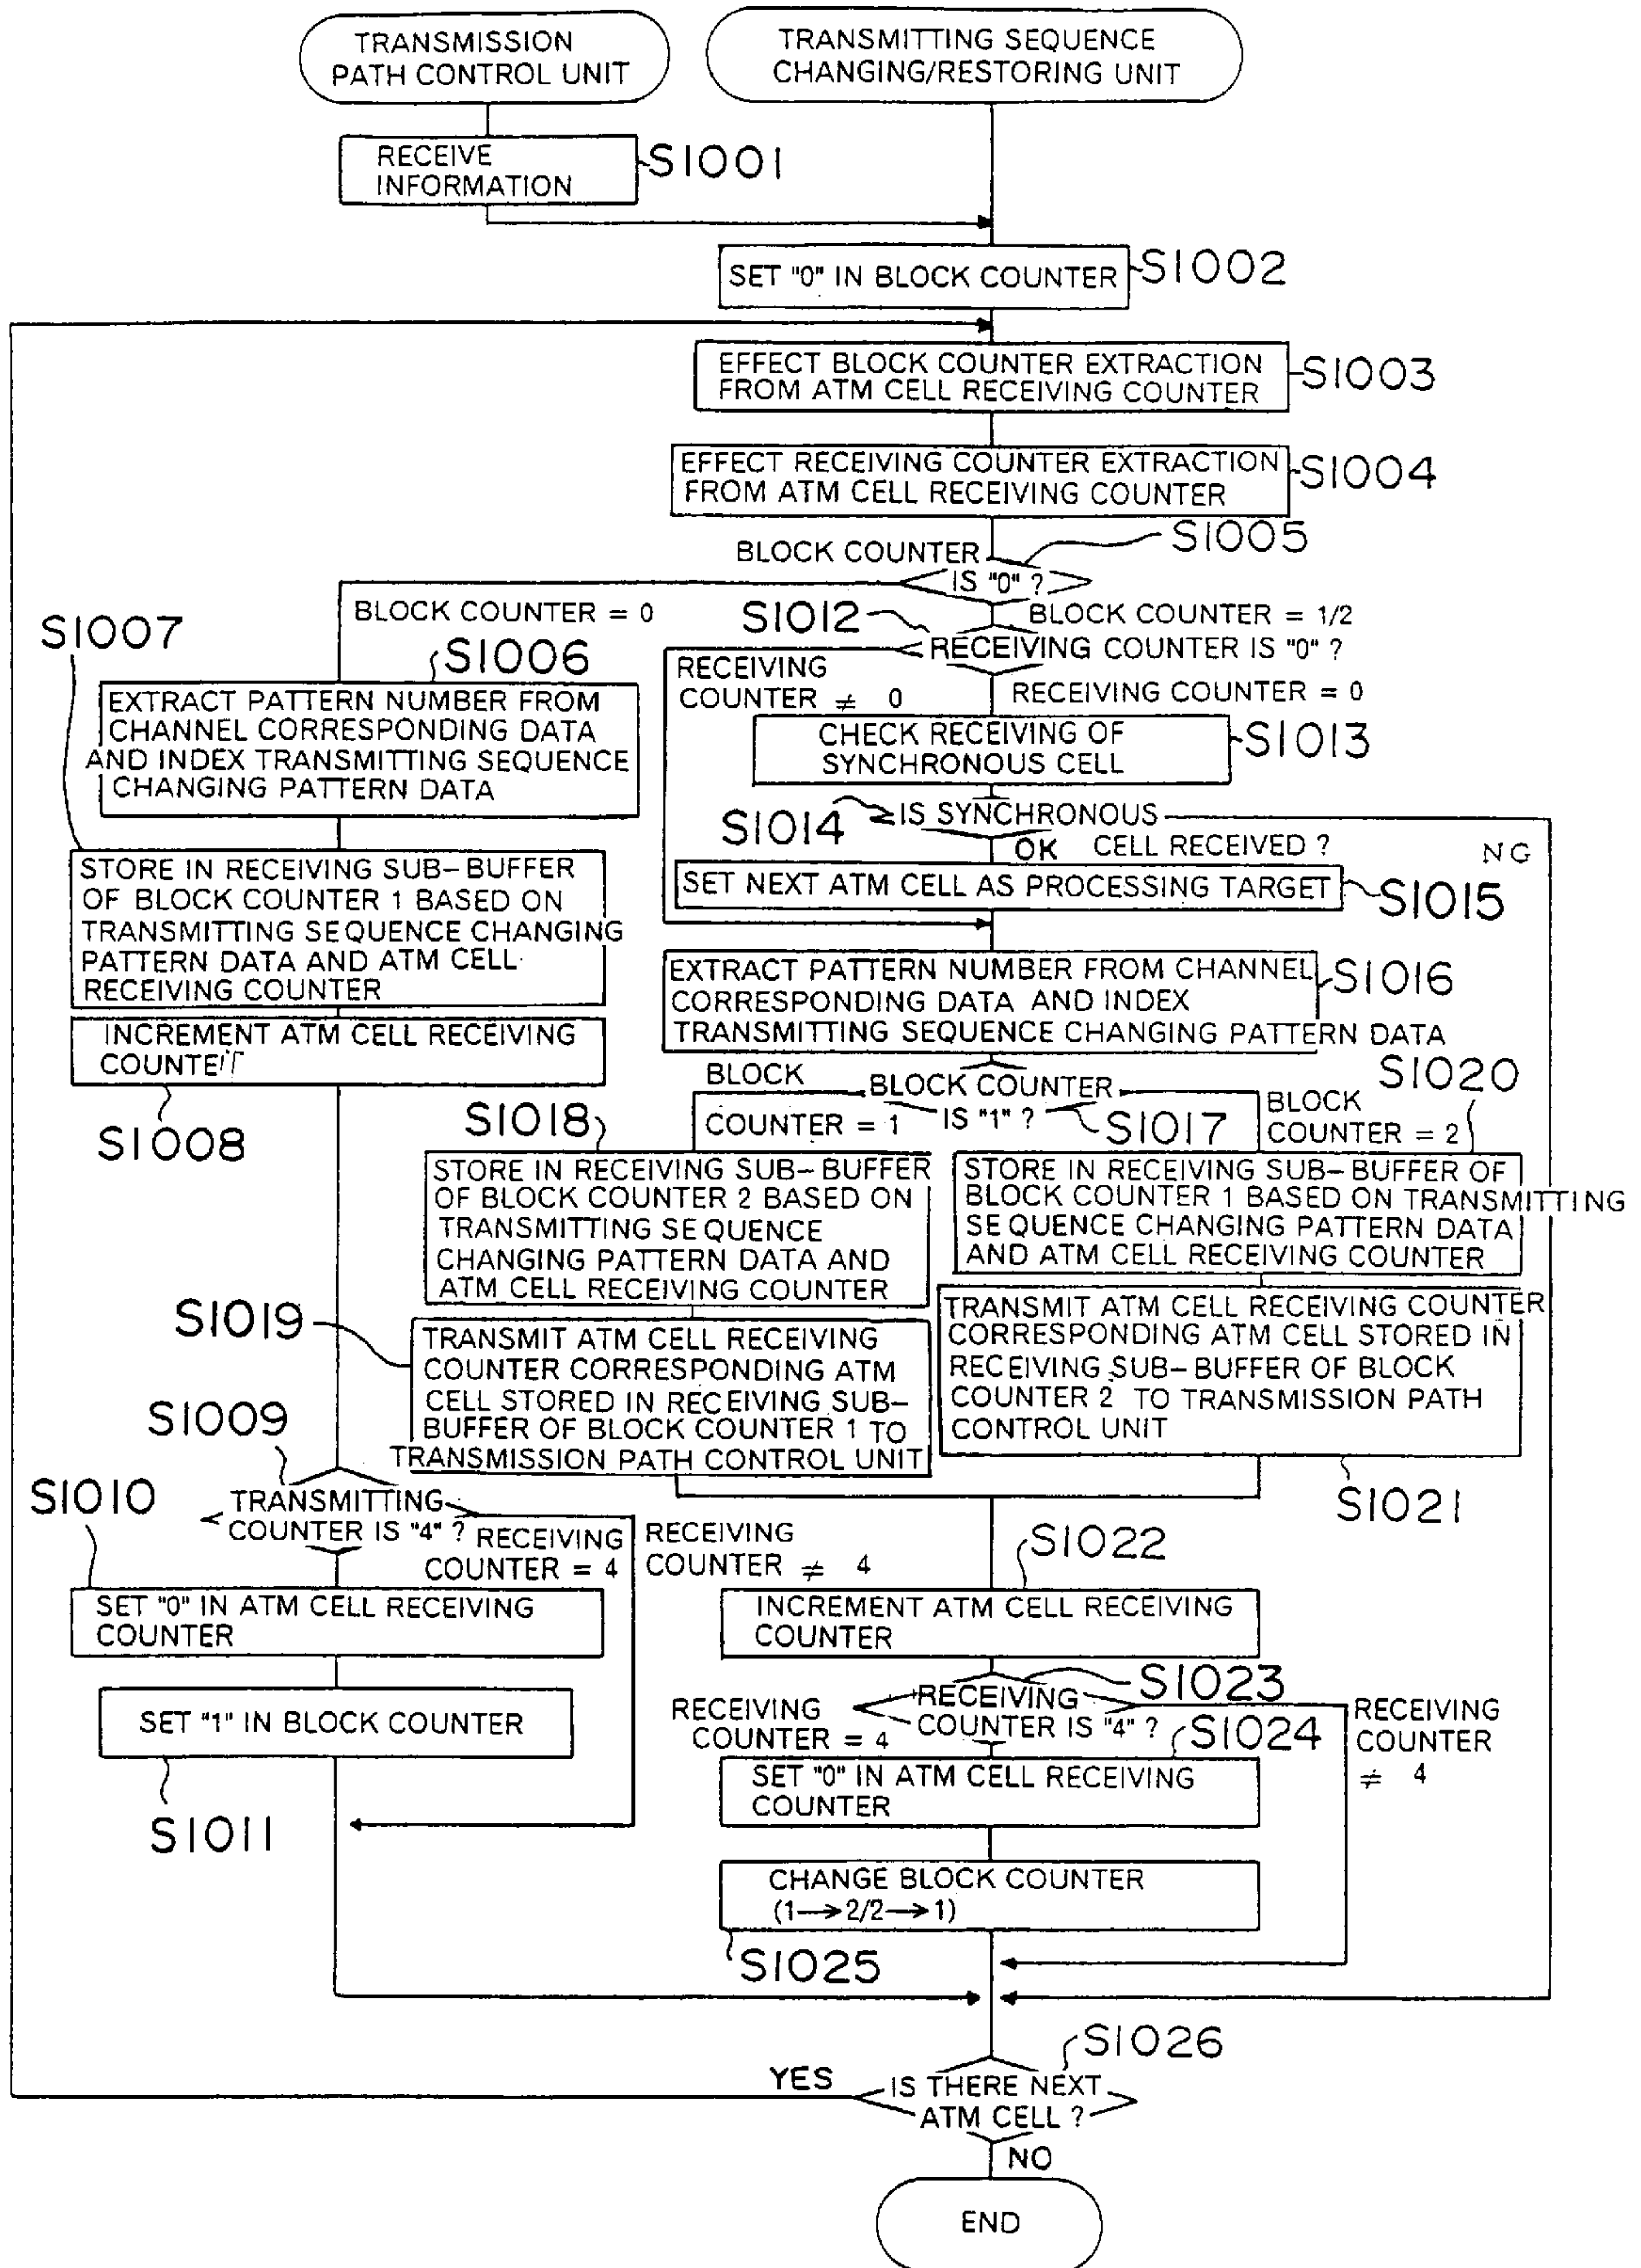 TRANSMISSION
PATH CONTROL UNIT
TRANSMITTING SEQUENCE
CHANGING/RESTORING UNIT
RECEIVE
INFORMATION
S1001
SET "0" IN BLOCK COUNTER
S1002
EFFECT BLOCK COUNTER EXTRACTION
FROM ATM CELL RECEIVING COUNTER
S1003
EFFECT RECEIVING COUNTER EXTRACTION
FROM ATM CELL RECEIVING COUNTER
S1004
S1005
BLOCK COUNTER
IS "0" ?
BLOCK COUNTER = 0
BLOCK COUNTER = 1/2
S1007
S1006
EXTRACT PATTERN NUMBER FROM
CHANNEL CORRESPONDING DATA
AND INDEX TRANSMITTING SEQUENCE
CHANGING PATTERN DATA
STORE IN RECEIVING SUB-BUFFER
OF BLOCK COUNTER 1 BASED ON
TRANSMITTING SEQUENCE CHANGING
PATTERN DATA AND ATM CELL
RECEIVING COUNTER
INCREMENT ATM CELL RECEIVING
COUNTER
S1008
S1012
RECEIVING COUNTER IS "0" ?
RECEIVING
COUNTER ≠ 0
RECEIVING COUNTER = 0
CHECK RECEIVING OF
SYNCHRONOUS CELL
S1013
S1014
IS SYNCHRONOUS
CELL RECEIVED ?
OK
NG
SET NEXT ATM CELL AS PROCESSING TARGET
S1015
EXTRACT PATTERN NUMBER FROM CHANNEL
CORRESPONDING DATA AND INDEX
TRANSMITTING SEQUENCE CHANGING PATTERN DATA
S1016
BLOCK COUNTER
IS "1" ?
S1017
BLOCK
COUNTER = 1
BLOCK
COUNTER = 2
S1018
STORE IN RECEIVING SUB-BUFFER
OF BLOCK COUNTER 2 BASED ON
TRANSMITTING SEQUENCE
CHANGING PATTERN DATA AND
ATM CELL RECEIVING COUNTER
S1020
STORE IN RECEIVING SUB-BUFFER OF
BLOCK COUNTER 1 BASED ON TRANSMITTING
SEQUENCE CHANGING PATTERN DATA
AND ATM CELL RECEIVING COUNTER
S1019
TRANSMIT ATM CELL RECEIVING
COUNTER CORRESPONDING ATM
CELL STORED IN RECEIVING SUB-
BUFFER OF BLOCK COUNTER 1 TO
TRANSMISSION PATH CONTROL UNIT
TRANSMIT ATM CELL RECEIVING COUNTER
CORRESPONDING ATM CELL STORED IN
RECEIVING SUB-BUFFER OF BLOCK
COUNTER 2 TO TRANSMISSION PATH
CONTROL UNIT
S1021
S1009
TRANSMITTING
COUNTER IS "4" ?
RECEIVING
COUNTER = 4
RECEIVING
COUNTER ≠ 4
S1010
SET "0" IN ATM CELL RECEIVING
COUNTER
SET "1" IN BLOCK COUNTER
S1011
S1022
INCREMENT ATM CELL RECEIVING
COUNTER
S1023
RECEIVING
COUNTER IS "4" ?
RECEIVING
COUNTER = 4
RECEIVING
COUNTER
≠ 4
S1024
SET "0" IN ATM CELL RECEIVING
COUNTER
CHANGE BLOCK COUNTER
(1→2/2→1)
S1025
S1026
IS THERE NEXT
ATM CELL ?
YES
NO
END